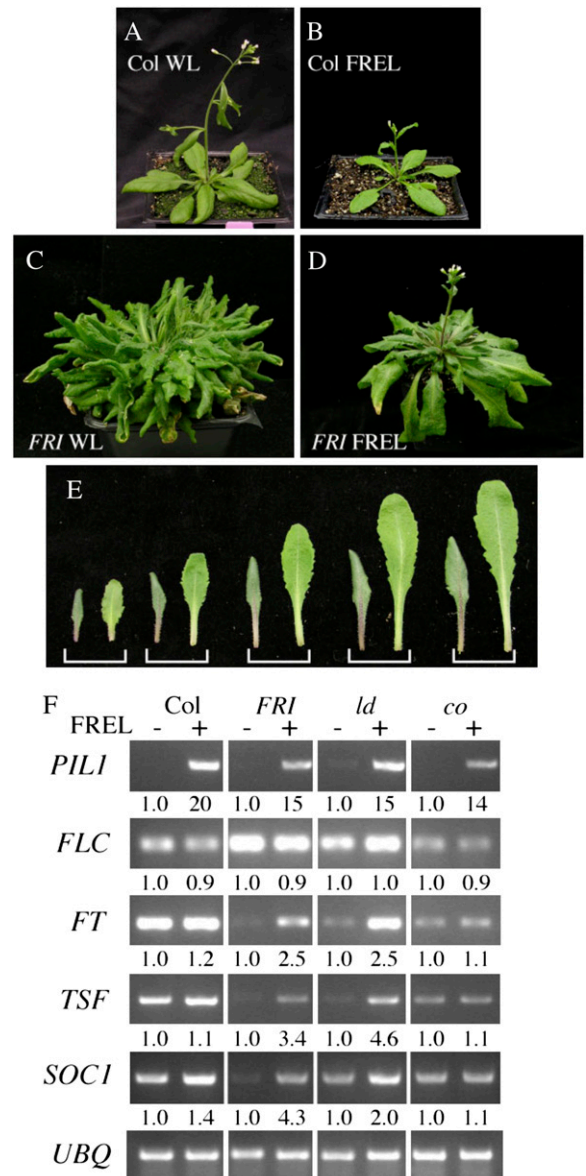 A
Col WL
B
Col FREL
C
FRI WL
D
FRI FREL
E
F Col FRI ld co
FREL - + - + - + - +
PIL1
1.0 20 1.0 15 1.0 15 1.0 14
FLC
1.0 0.9 1.0 0.9 1.0 1.0 1.0 0.9
FT
1.0 1.2 1.0 2.5 1.0 2.5 1.0 1.1
TSF
1.0 1.1 1.0 3.4 1.0 4.6 1.0 1.1
SOC1
1.0 1.4 1.0 4.3 1.0 2.0 1.0 1.1
UBQ